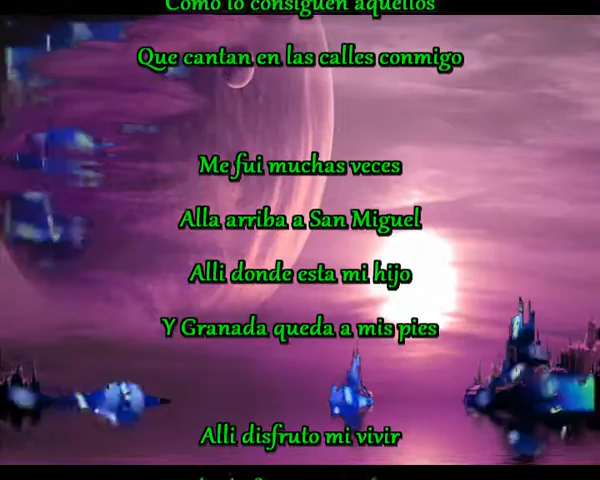 Como lo consiguen aquellos
Que cantan en las calles conmigo
Me fui muchas veces
Alla arriba a San Miguel
Alli donde esta mi hijo
Y Granada queda a mis pies
Alli disfruto mi vivir